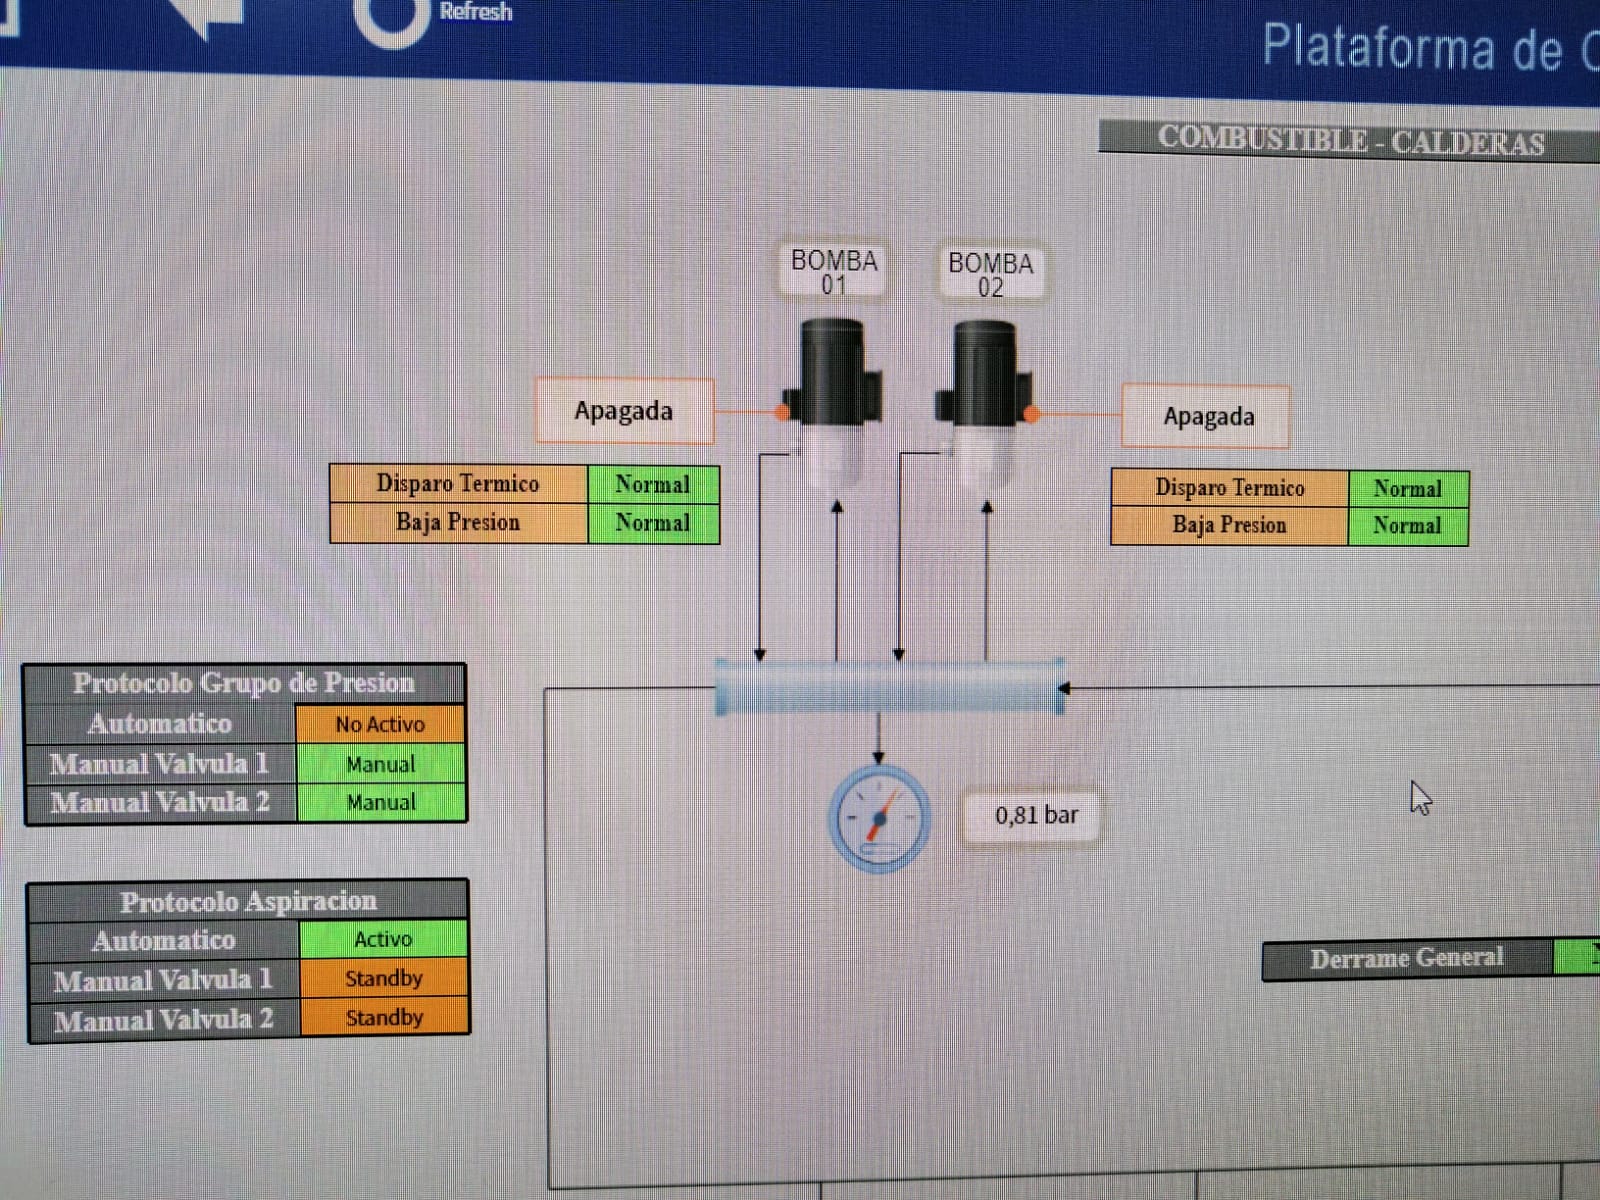 Refresh
Plataforma de
COMBUSTIBLE - CALDERAS
BOMBA
01
BOMBA
02
Apagada
Apagada
Disparo Termico Normal
Baja Presion Normal
Disparo Termico Normal
Baja Presion Normal
Protocolo Grupo de Presion
Automatico No Activo
Manual Valvula 1 Manual
Manual Valvula 2 Manual
0,81 bar
Protocolo Aspiracion
Automatico Activo
Manual Valvula 1 Standby
Manual Valvula 2 Standby
Derrame General